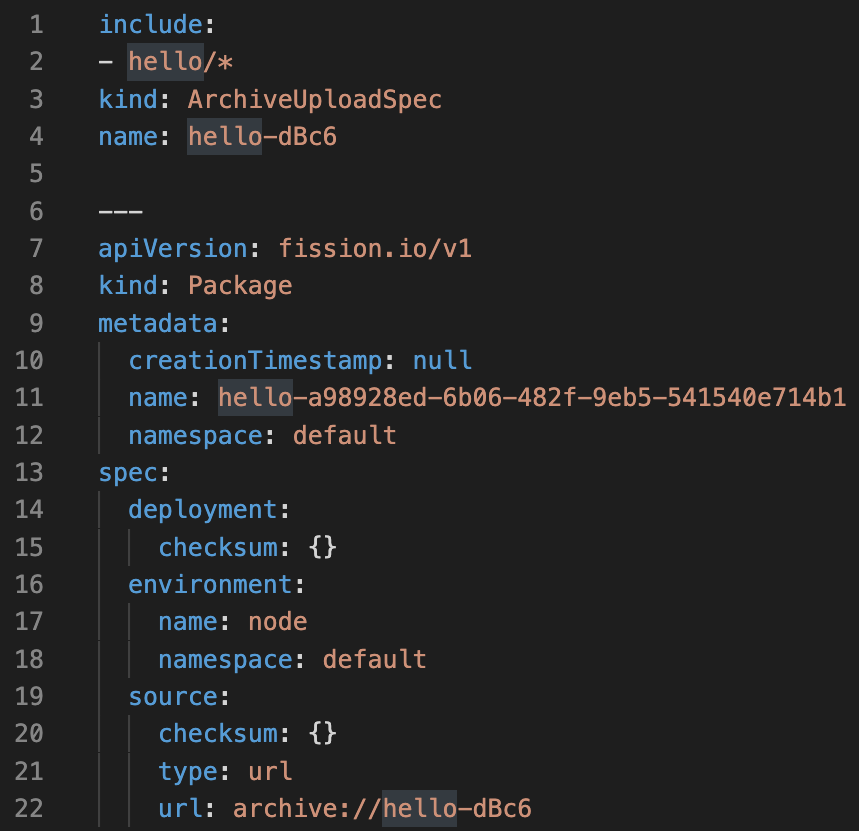 1 include:
2 - hello/*
3 kind: ArchiveUploadSpec
4 name: hello-dBc6
5
6 ---
7 apiVersion: fission.io/v1
8 kind: Package
9 metadata:
10   creationTimestamp: null
11   name: hello-a98928ed-6b06-482f-9eb5-541540e714b1
12   namespace: default
13 spec:
14   deployment:
15     checksum: {}
16   environment:
17     name: node
18     namespace: default
19   source:
20     checksum: {}
21     type: url
22     url: archive://hello-dBc6